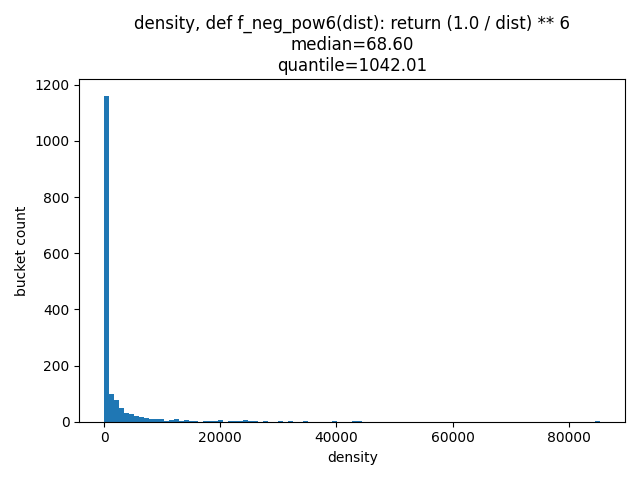 density, def f_neg_pow6(dist): return (1.0 / dist) ** 6
median=68.60
quantile=1042.01
1200
1000
800
600
400
200
0
bucket count
0 20000 40000 60000 80000
density